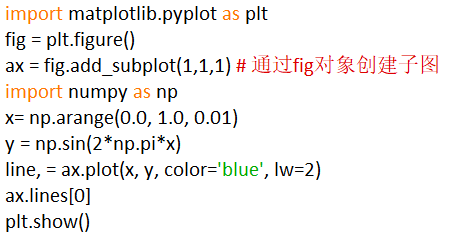 import matplotlib.pyplot as plt
fig = plt.figure()
ax = fig.add_subplot(1,1,1) # 通过fig对象创建子图
import numpy as np
x= np.arange(0.0, 1.0, 0.01)
y = np.sin(2*np.pi*x)
line, = ax.plot(x, y, color='blue', lw=2)
ax.lines[0]
plt.show()